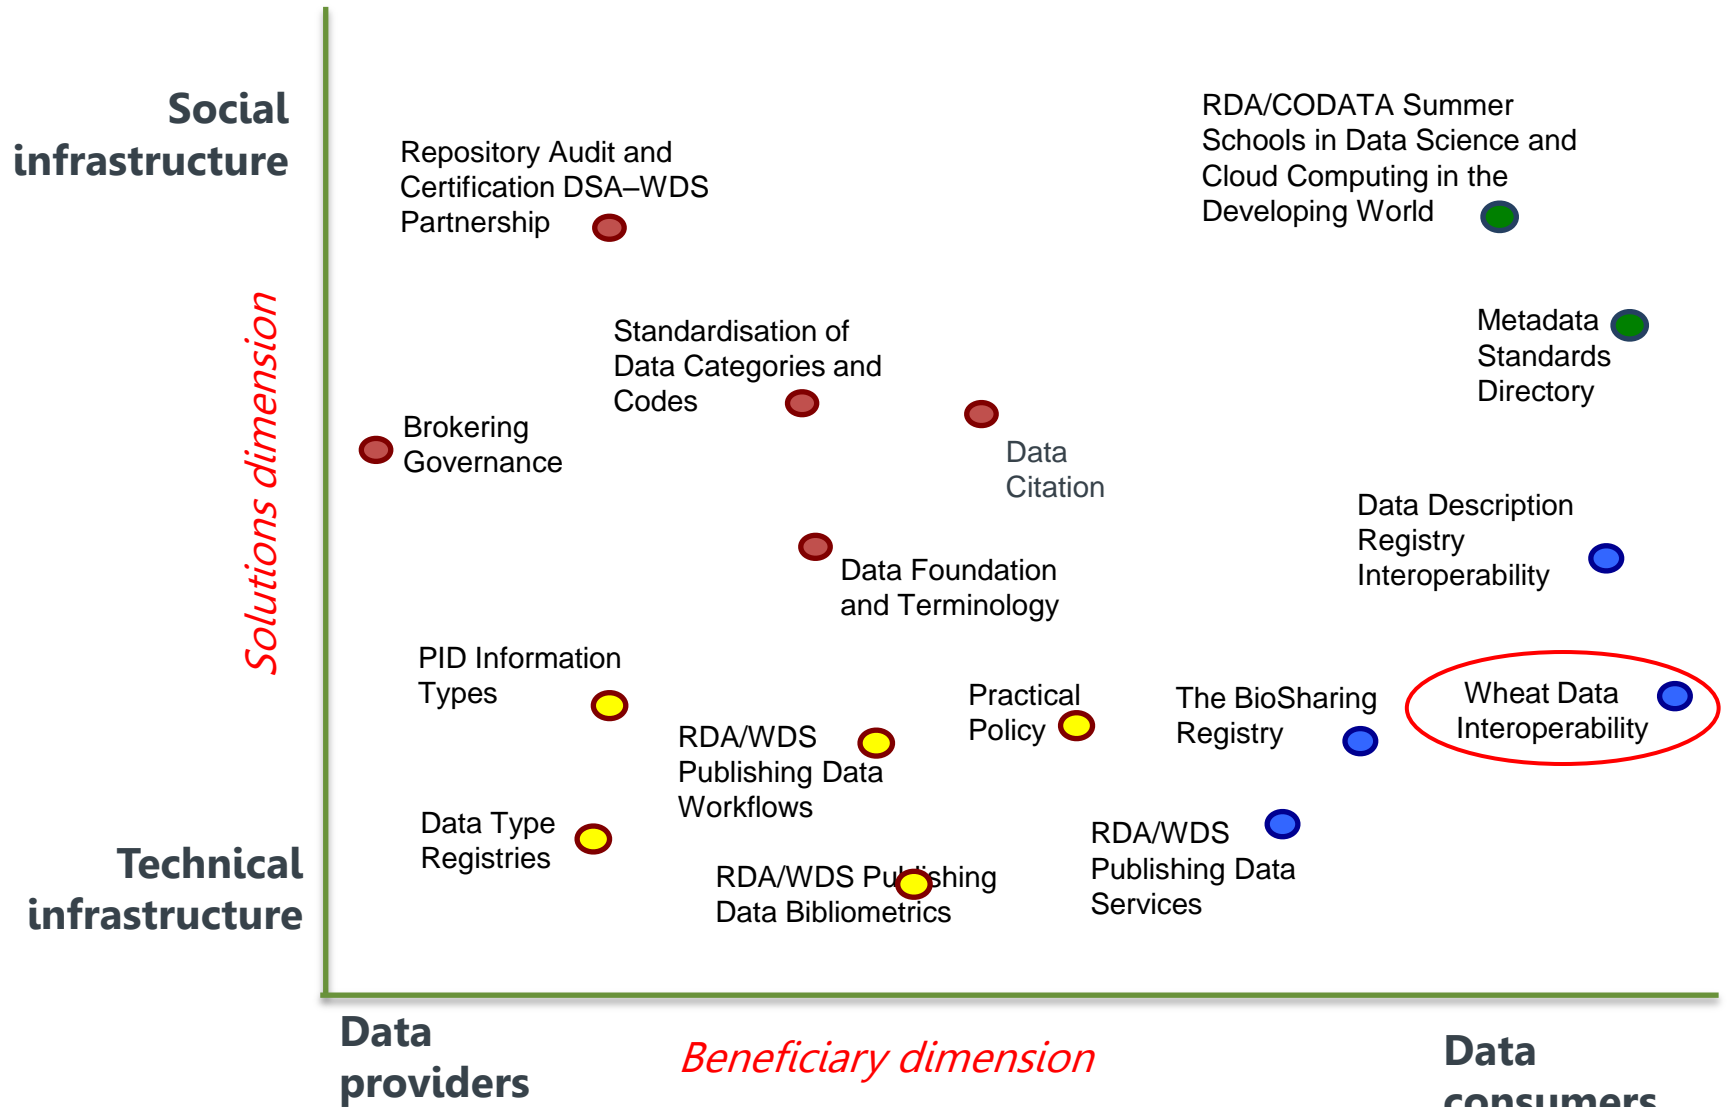 Social
infrastructure
RDA/CODATA Summer
Schools in Data Science and
Cloud Computing in the
Developing World
Repository Audit and
Certification DSA–WDS
Partnership
Solutions dimension
Standardisation of
Data Categories and
Codes
Metadata
Standards
Directory
Brokering
Governance
Data
Citation
Data Description
Registry
Interoperability
Data Foundation
and Terminology
PID Information
Types
Practical
Policy
The BioSharing
Registry
Wheat Data
Interoperability
RDA/WDS
Publishing Data
Workflows
Data Type
Registries
RDA/WDS
Publishing Data
Services
RDA/WDS Publishing
Data Bibliometrics
Technical
infrastructure
Data
providers
Beneficiary dimension
Data
consumers